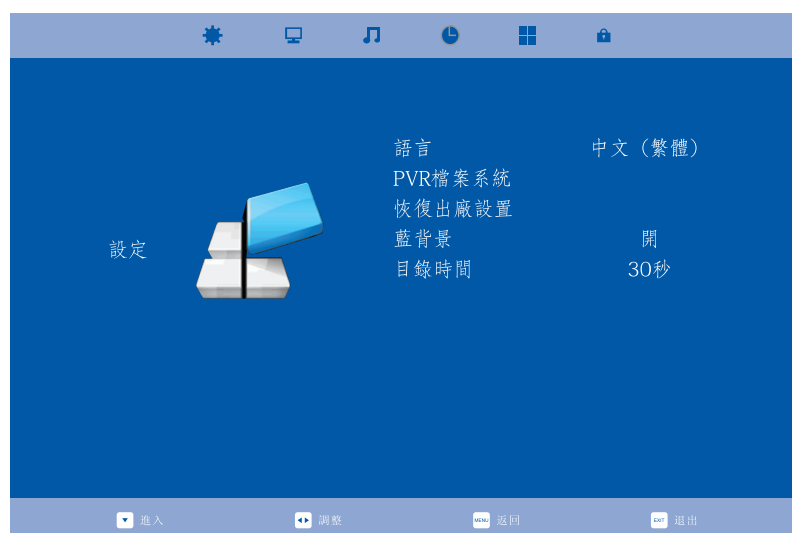 語言 中文（繁體）
PVR檔案系統
恢復出廠設置
藍背景 開
目錄時間 30秒
設定
進入 調整 MENU 返回 EXIT 退出